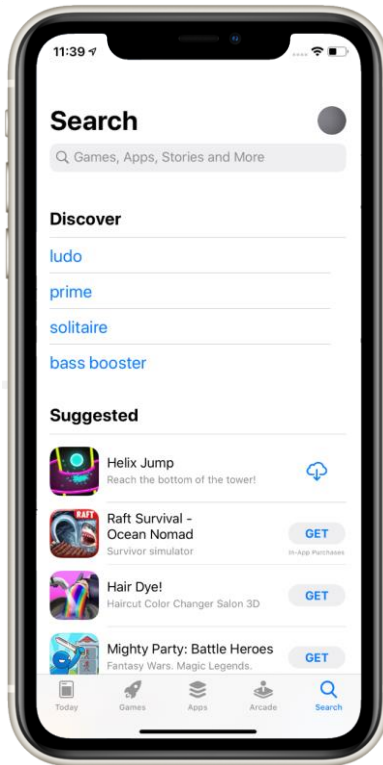 11:39
Search
Games, Apps, Stories and More
Discover
ludo
prime
solitaire
bass booster
Suggested
Helix Jump
Reach the bottom of the tower!
RAFT
Raft Survival -
Ocean Nomad
GET
Survivor simulator
In-App Purchases
Hair Dye!
GET
Haircut Color Changer Salon 3D
Mighty Party: Battle Heroes
GET
Fantasy Wars. Magic Legends.
Today Games Apps Arcade Search